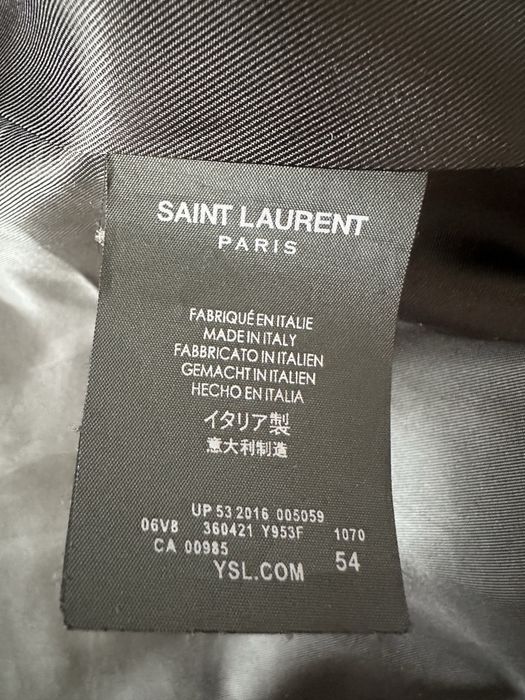 SAINT LAURENT
PARIS
FABRIQUÉ EN ITALIE
MADE IN ITALY
FABBRICATO IN ITALIEN
GEMACHT IN ITALIEN
HECHO EN ITALIA
イタリア製
意大利制造
UP 53 2016 005059
06V8 360421 Y953F 1070
CA 00985 54
YSL.COM